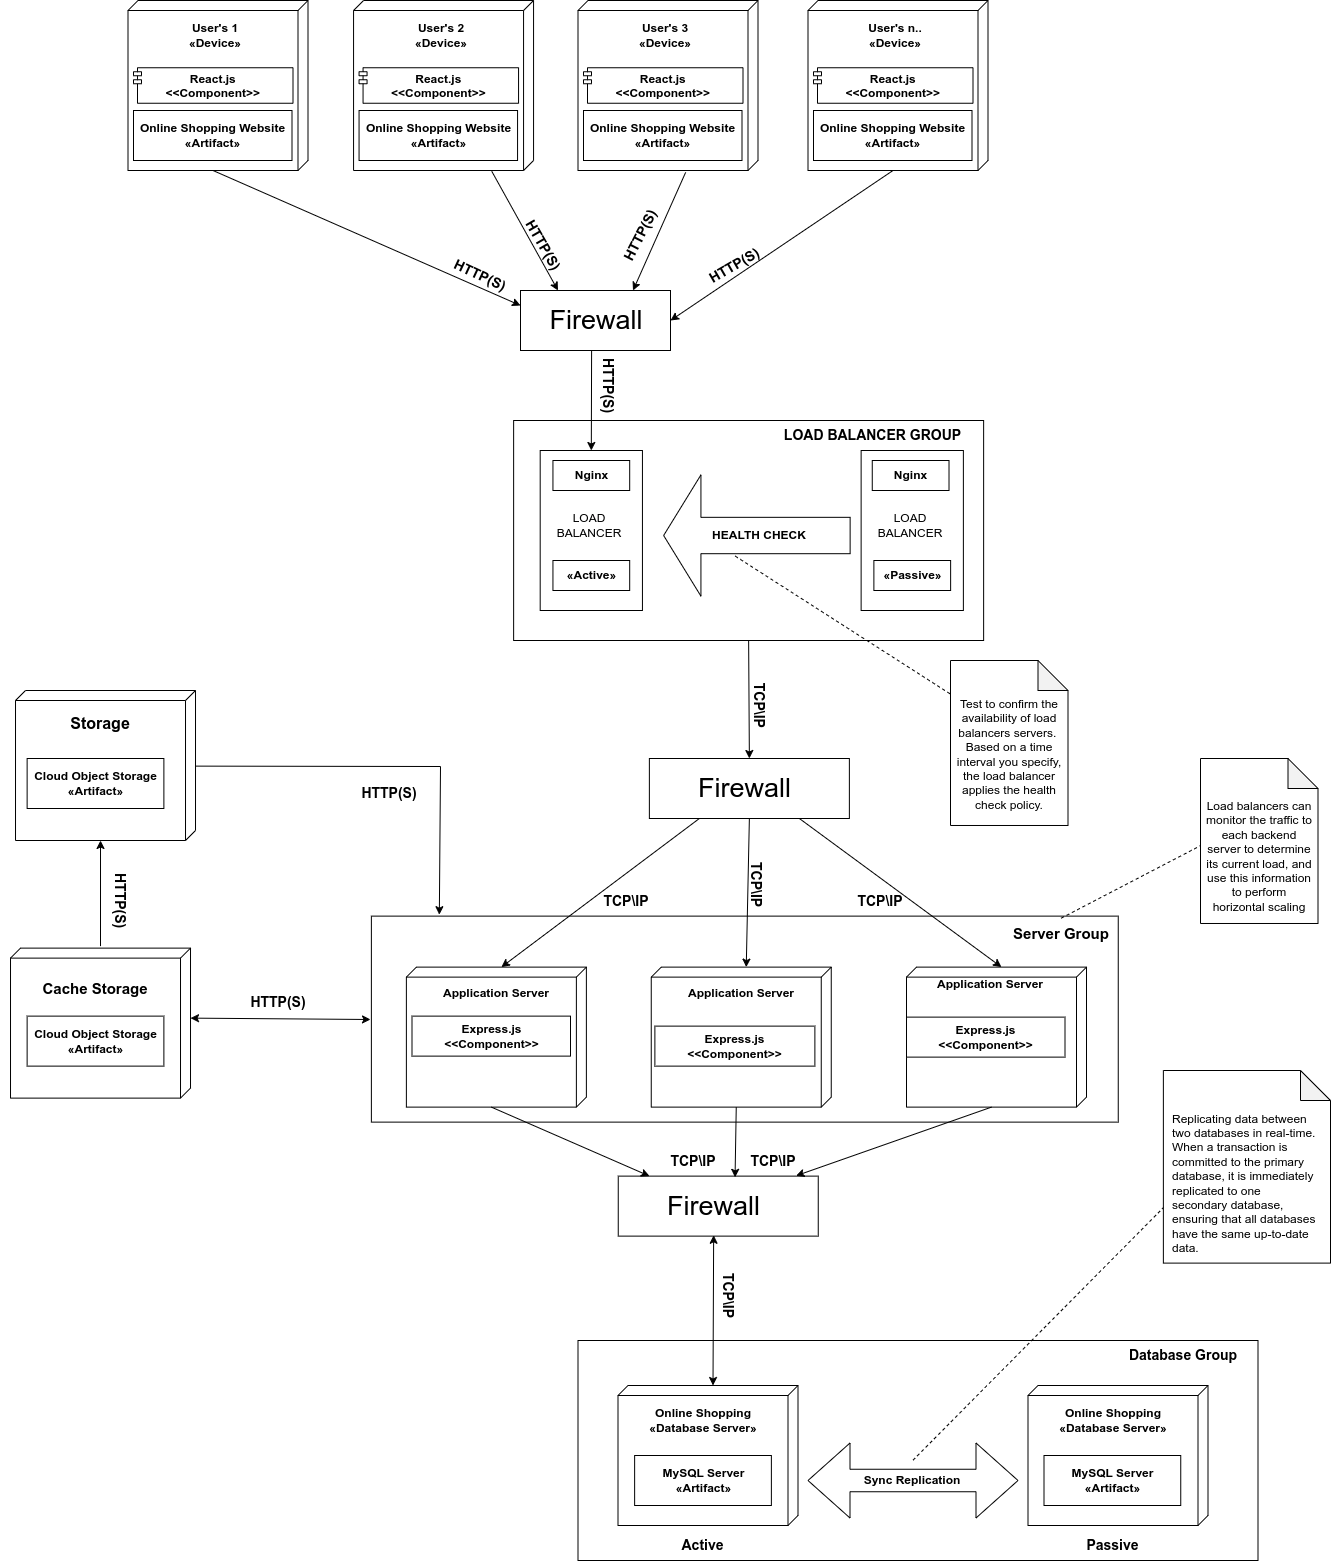 User's 1
«Device»
React.js
<<Component>>
Online Shopping Website
«Artifact»
User's 2
«Device»
React.js
<<Component>>
Online Shopping Website
«Artifact»
User's 3
«Device»
React.js
<<Component>>
Online Shopping Website
«Artifact»
User's n..
«Device»
React.js
<<Component>>
Online Shopping Website
«Artifact»
HTTP(S)
HTTP(S)
HTTP(S)
HTTP(S)
Firewall
HTTP(S)
LOAD BALANCER GROUP
Nginx
LOAD
BALANCER
«Active»
HEALTH CHECK
Nginx
LOAD
BALANCER
«Passive»
TCP\IP
Test to confirm the
availability of load
balancers servers.
Based on a time
interval you specify,
the load balancer
applies the health
check policy.
Storage
Cloud Object Storage
«Artifact»
HTTP(S)
Firewall
Load balancers can
monitor the traffic to
each backend
server to determine
its current load, and
use this information
to perform
horizontal scaling
HTTP(S)
TCP\IP
TCP\IP
TCP\IP
Server Group
Cache Storage
Cloud Object Storage
«Artifact»
HTTP(S)
Application Server
Express.js
<<Component>>
Application Server
Express.js
<<Component>>
Application Server
Express.js
<<Component>>
TCP\IP
TCP\IP
Firewall
Replicating data between
two databases in real-time.
When a transaction is
committed to the primary
database, it is immediately
replicated to one
secondary database,
ensuring that all databases
have the same up-to-date
data.
TCP\IP
Database Group
Online Shopping
«Database Server»
MySQL Server
«Artifact»
Active
Sync Replication
Online Shopping
«Database Server»
MySQL Server
«Artifact»
Passive